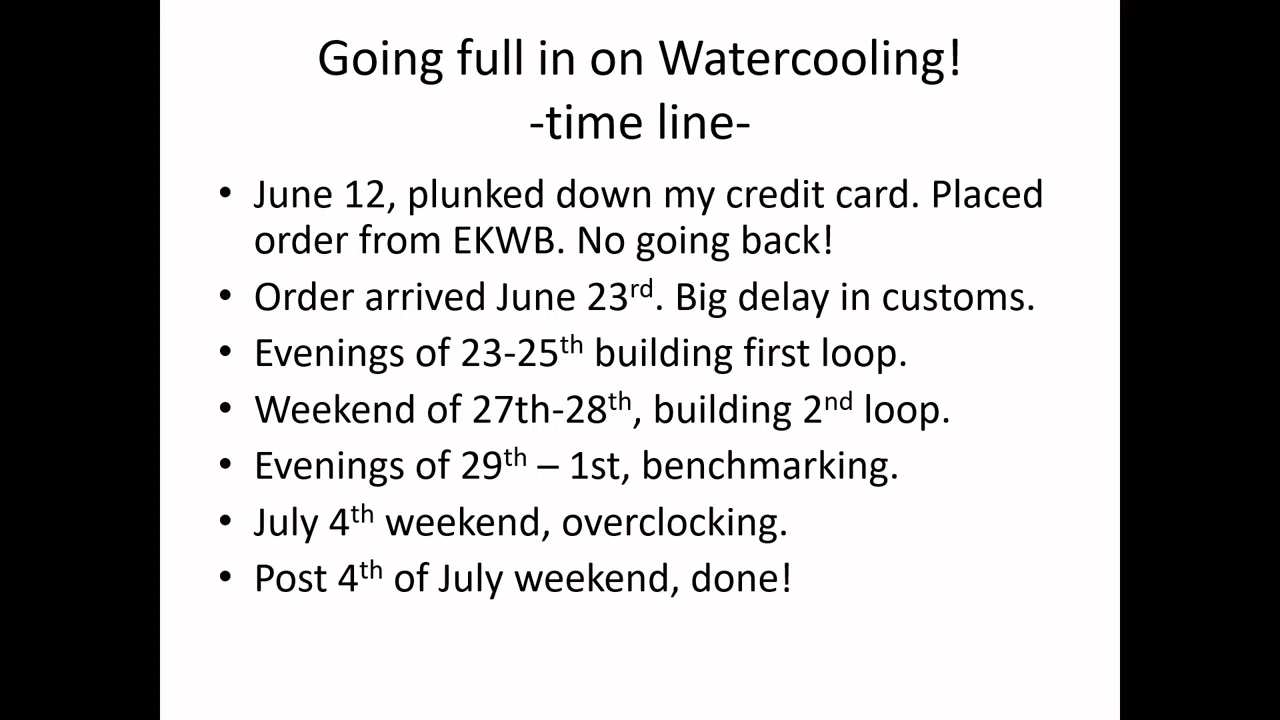 Going full in on Watercooling!
-time line-
• June 12, plunked down my credit card. Placed
order from EKWB. No going back!
• Order arrived June 23rd. Big delay in customs.
• Evenings of 23-25th building first loop.
• Weekend of 27th-28th, building 2nd loop.
• Evenings of 29th – 1st, benchmarking.
• July 4th weekend, overclocking.
• Post 4th of July weekend, done!